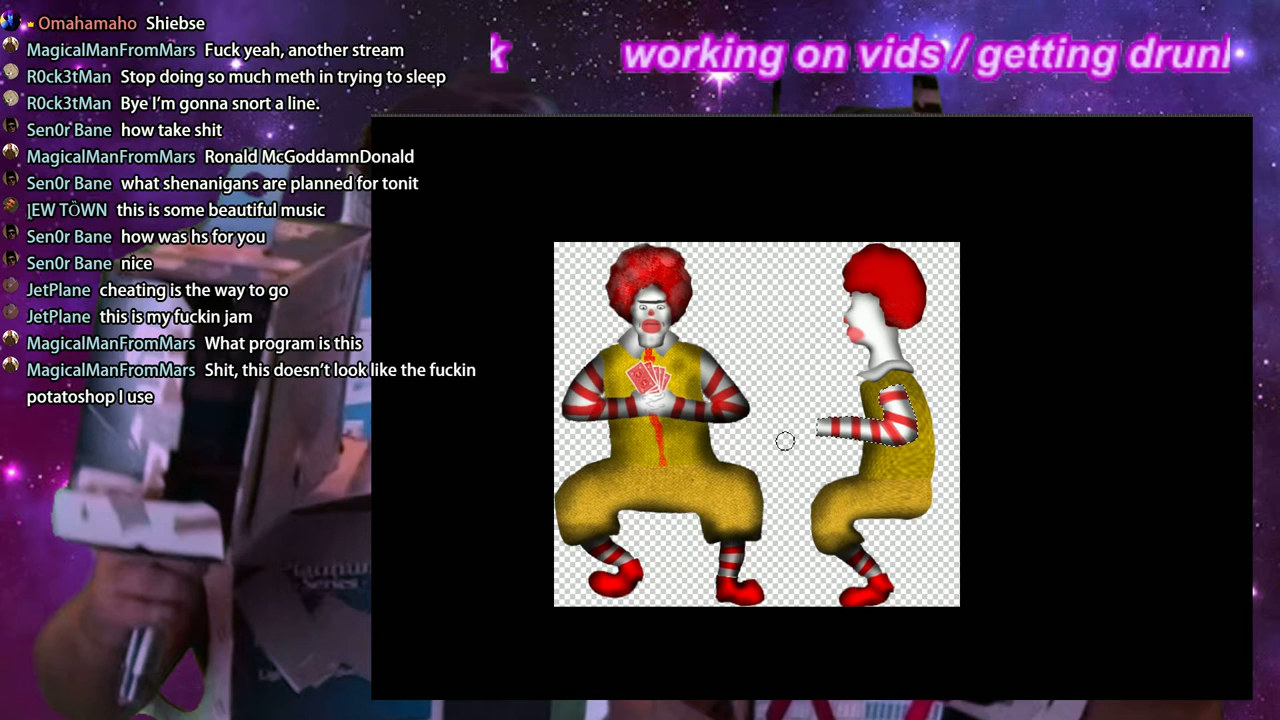 Omahamaho Shiebse
k working on vids / getting drun
MagicalManFromMars Fuck yeah, another stream
R0ck3tMan Stop doing so much meth in trying to sleep
R0ck3tMan Bye I’m gonna snort a line.
Sen0r Bane how take shit
MagicalManFromMars Ronald McGoddamnDonald
Sen0r Bane what shenanigans are planned for tonit
]EW TȌWN this is some beautiful music
Sen0r Bane how was hs for you
Sen0r Bane nice
JetPlane cheating is the way to go
JetPlane this is my fuckin jam
MagicalManFromMars What program is this
MagicalManFromMars Shit, this doesn’t look like the fuckin
potatoshop I use